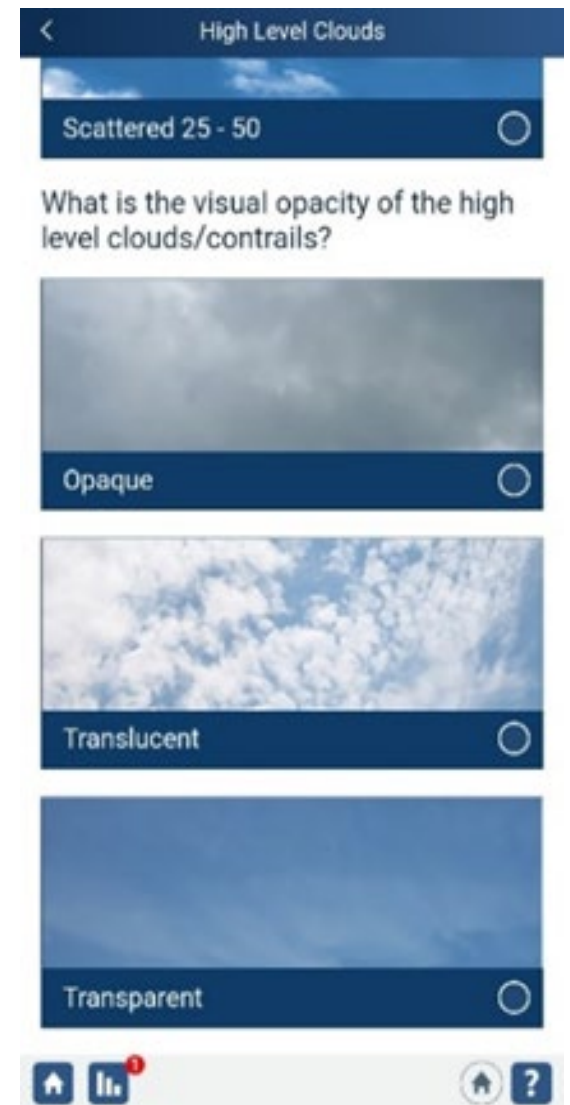 High Level Clouds
Scattered 25 - 50
What is the visual opacity of the high
level clouds/contrails?
Opaque
Translucent
Transparent
1
?